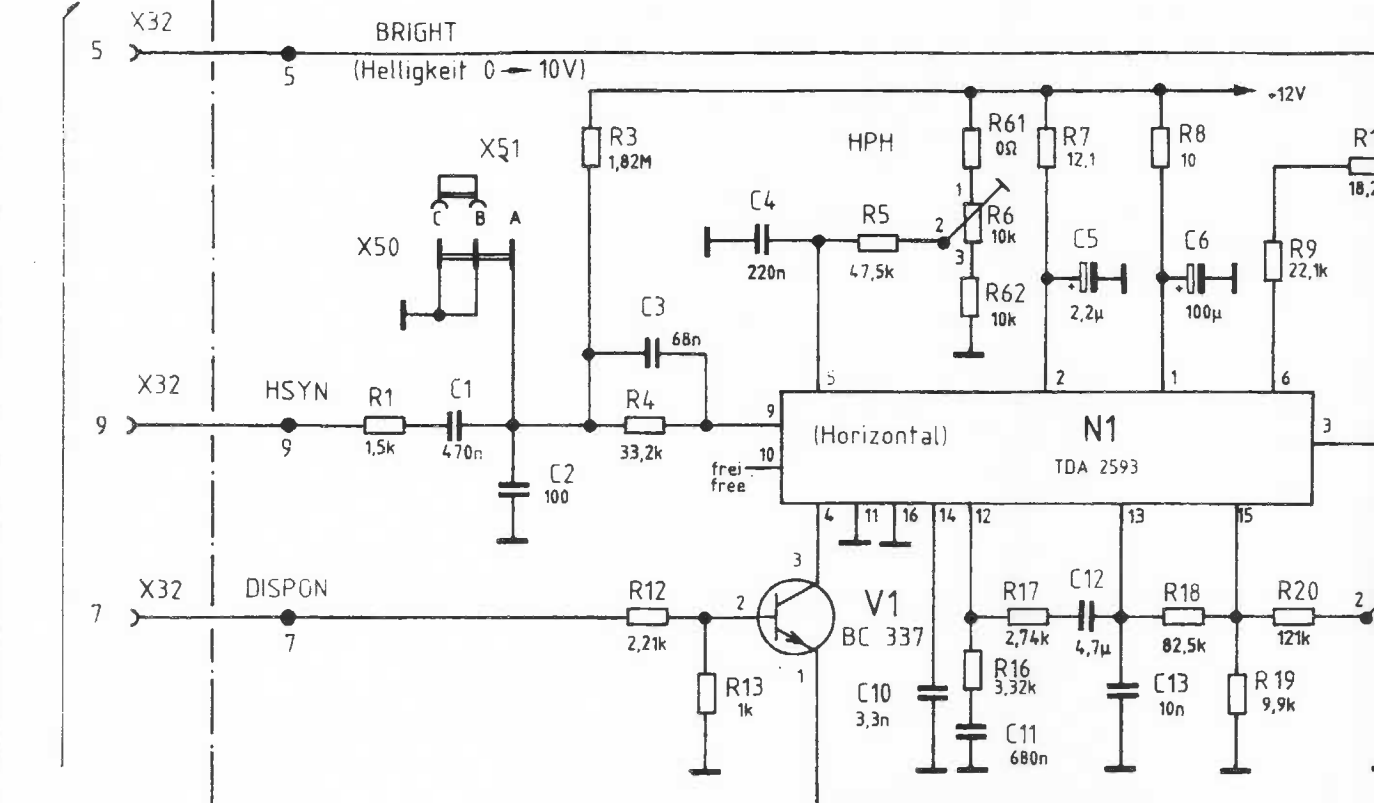 X32
5
5
BRIGHT
(Helligkeit 0 → 10V)
+12V
X51
C B A
X50
R3
1,82M
HPH
R61
0Ω
R7
12,1
R8
10
R1
18,2
1
C4
220n
R5
47,5k
2
R6
10k
3
R62
10k
C5
+
2,2µ
C6
+
100µ
R9
22,1k
C3
68n
5
2
1
6
X32
9
HSYN
9
R1
1,5k
C1
470n
R4
33,2k
C2
100
9
10
frei
free
(Horizontal)
N1
TDA 2593
3
4
11
16
14
12
13
15
X32
7
DISPON
7
R12
2,21k
R13
1k
3
2
1
V1
BC 337
R17
2,74k
C12
4,7µ
R18
82,5k
R20
121k
2
C10
3,3n
R16
3,32k
C11
680n
C13
10n
R19
9,9k